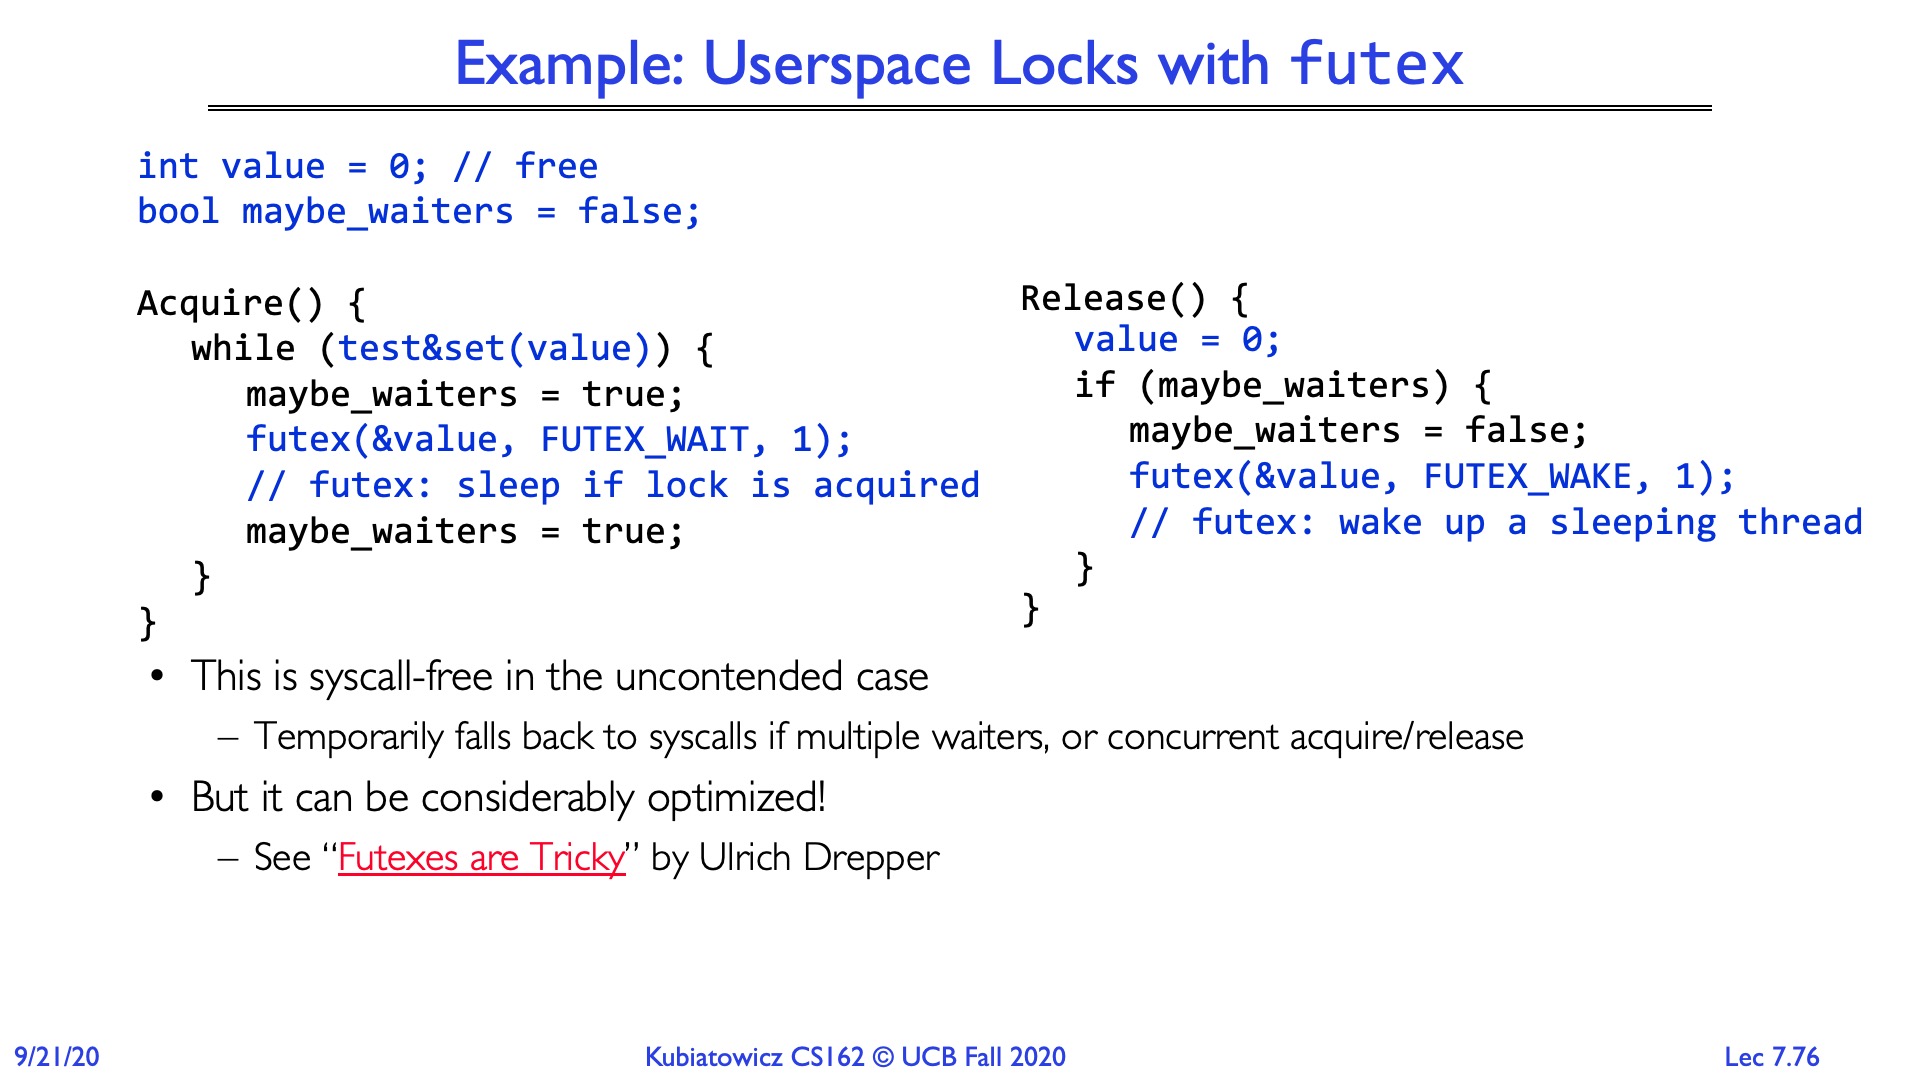 Example: Userspace Locks with futex
int value = 0; // free
bool maybe_waiters = false;
Acquire() {
while (test&set(value)) {
maybe_waiters = true;
futex(&value, FUTEX_WAIT, 1);
// futex: sleep if lock is acquired
maybe_waiters = true;
}
}
Release() {
value = 0;
if (maybe_waiters) {
maybe_waiters = false;
futex(&value, FUTEX_WAKE, 1);
// futex: wake up a sleeping thread
}
}
• This is syscall-free in the uncontended case
– Temporarily falls back to syscalls if multiple waiters, or concurrent acquire/release
• But it can be considerably optimized!
– See “Futexes are Tricky” by Ulrich Drepper
9/21/20
Kubiatowicz CS162 © UCB Fall 2020
Lec 7.76